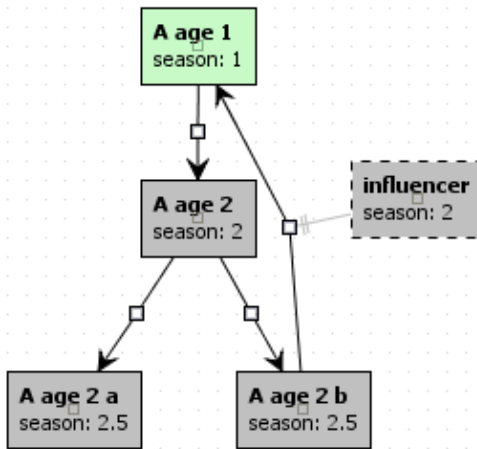 A age 1
season: 1
A age 2
season: 2
influencer
season: 2
A age 2 a
season: 2.5
A age 2 b
season: 2.5